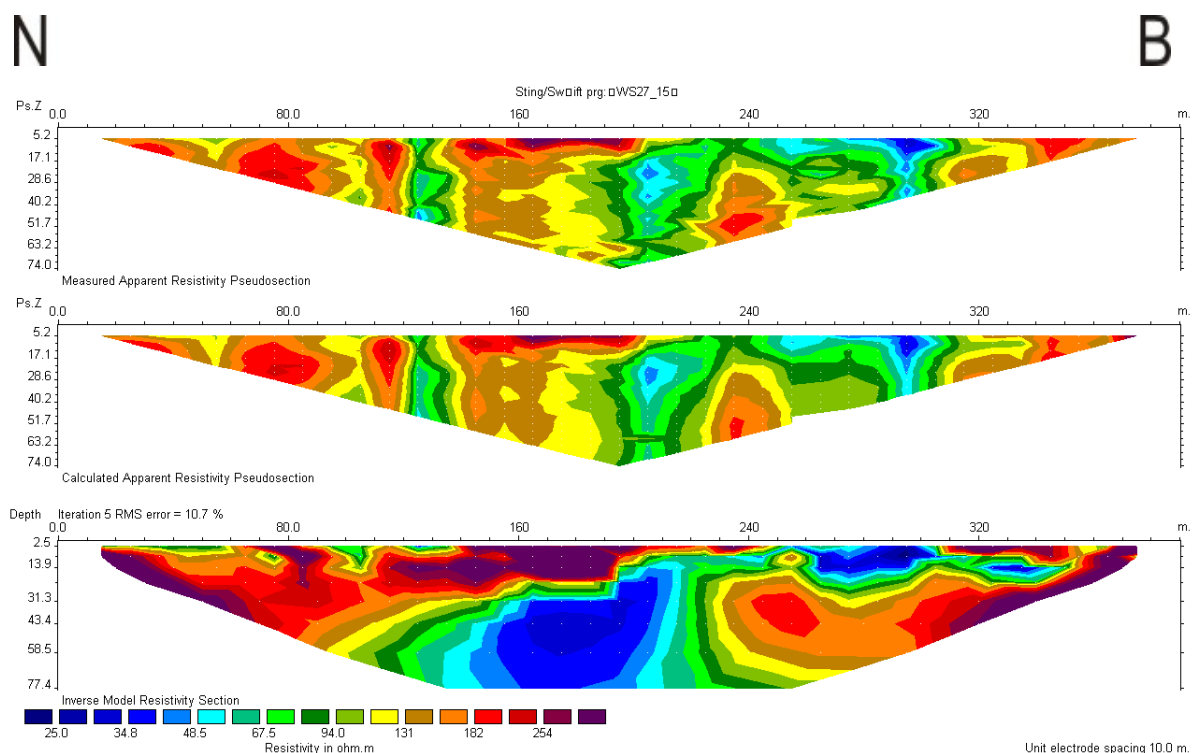 N B
Sting/Sw▯ift prg: ▯WS27_15▯
Ps.Z 0.0 80.0 160 240 320 m.
5.2
17.1
28.6
40.2
51.7
63.2
74.0
Measured Apparent Resistivity Pseudosection
Ps.Z 0.0 80.0 160 240 320 m.
5.2
17.1
28.6
40.2
51.7
63.2
74.0
Calculated Apparent Resistivity Pseudosection
Depth Iteration 5 RMS error = 10.7 %
0.0 80.0 160 240 320 m.
2.5
13.9
31.3
43.4
58.5
77.4
Inverse Model Resistivity Section
25.0 34.8 48.5 67.5 94.0 131 182 254
Resistivity in ohm.m
Unit electrode spacing 10.0 m.